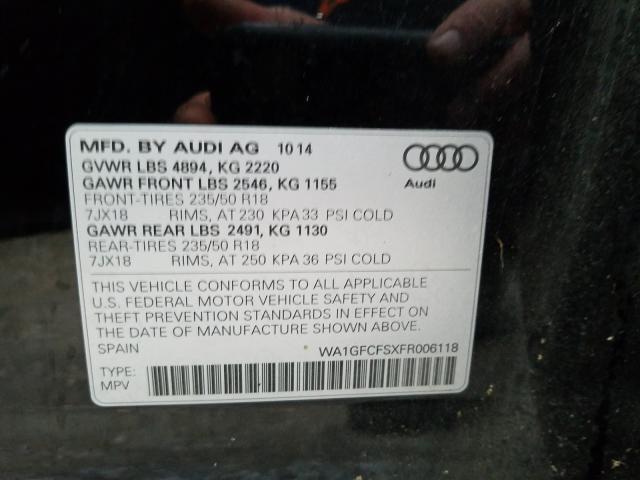 MFD. BY AUDI AG 10 14
GVWR LBS 4894, KG 2220
GAWR FRONT LBS 2546, KG 1155
FRONT-TIRES 235/50 R18
7JX18 RIMS, AT 230 KPA 33 PSI COLD
GAWR REAR LBS 2491, KG 1130
REAR-TIRES 235/50 R18
7JX18 RIMS, AT 250 KPA 36 PSI COLD
Audi
THIS VEHICLE CONFORMS TO ALL APPLICABLE
U.S. FEDERAL MOTOR VEHICLE SAFETY AND
THEFT PREVENTION STANDARDS IN EFFECT ON
THE DATE OF MANUFACTURE SHOWN ABOVE.
SPAIN WA1GFCFSXFR006118
TYPE:
MPV